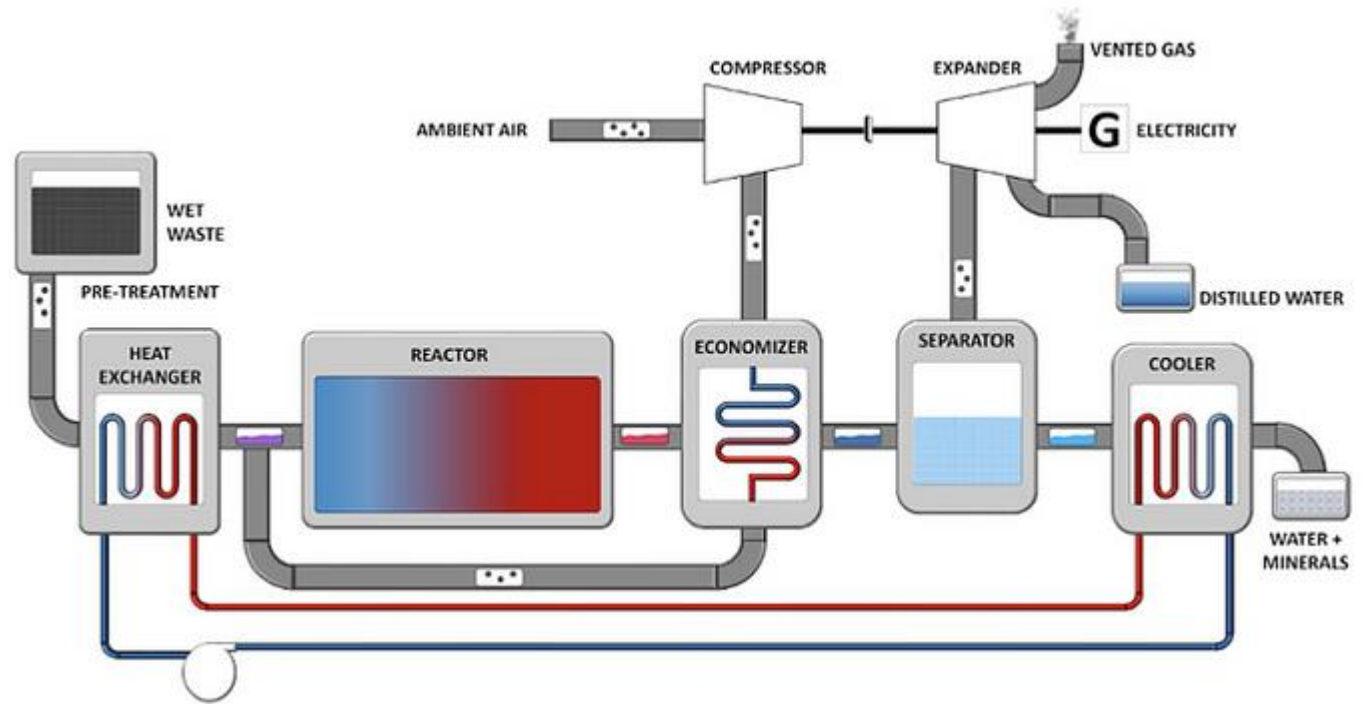 COMPRESSOR
EXPANDER
VENTED GAS
AMBIENT AIR
G
ELECTRICITY
WET
WASTE
PRE-TREATMENT
DISTILLED WATER
HEAT
EXCHANGER
REACTOR
ECONOMIZER
SEPARATOR
COOLER
WATER +
MINERALS